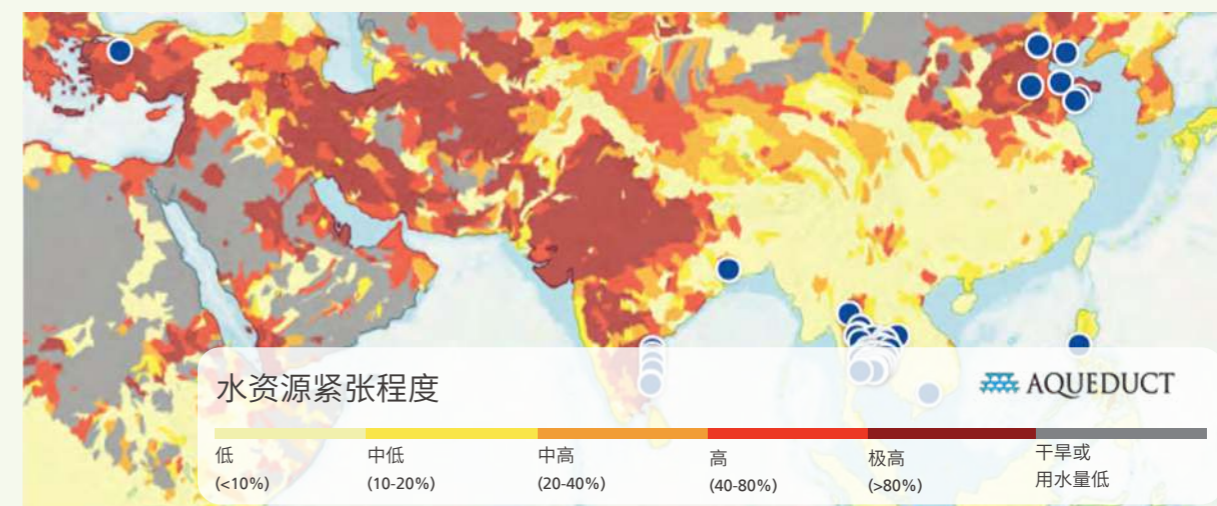 水资源紧张程度
AQUEDUCT
低
(<10%)
中低
(10-20%)
中高
(20-40%)
高
(40-80%)
极高
(>80%)
干旱或
用水量低